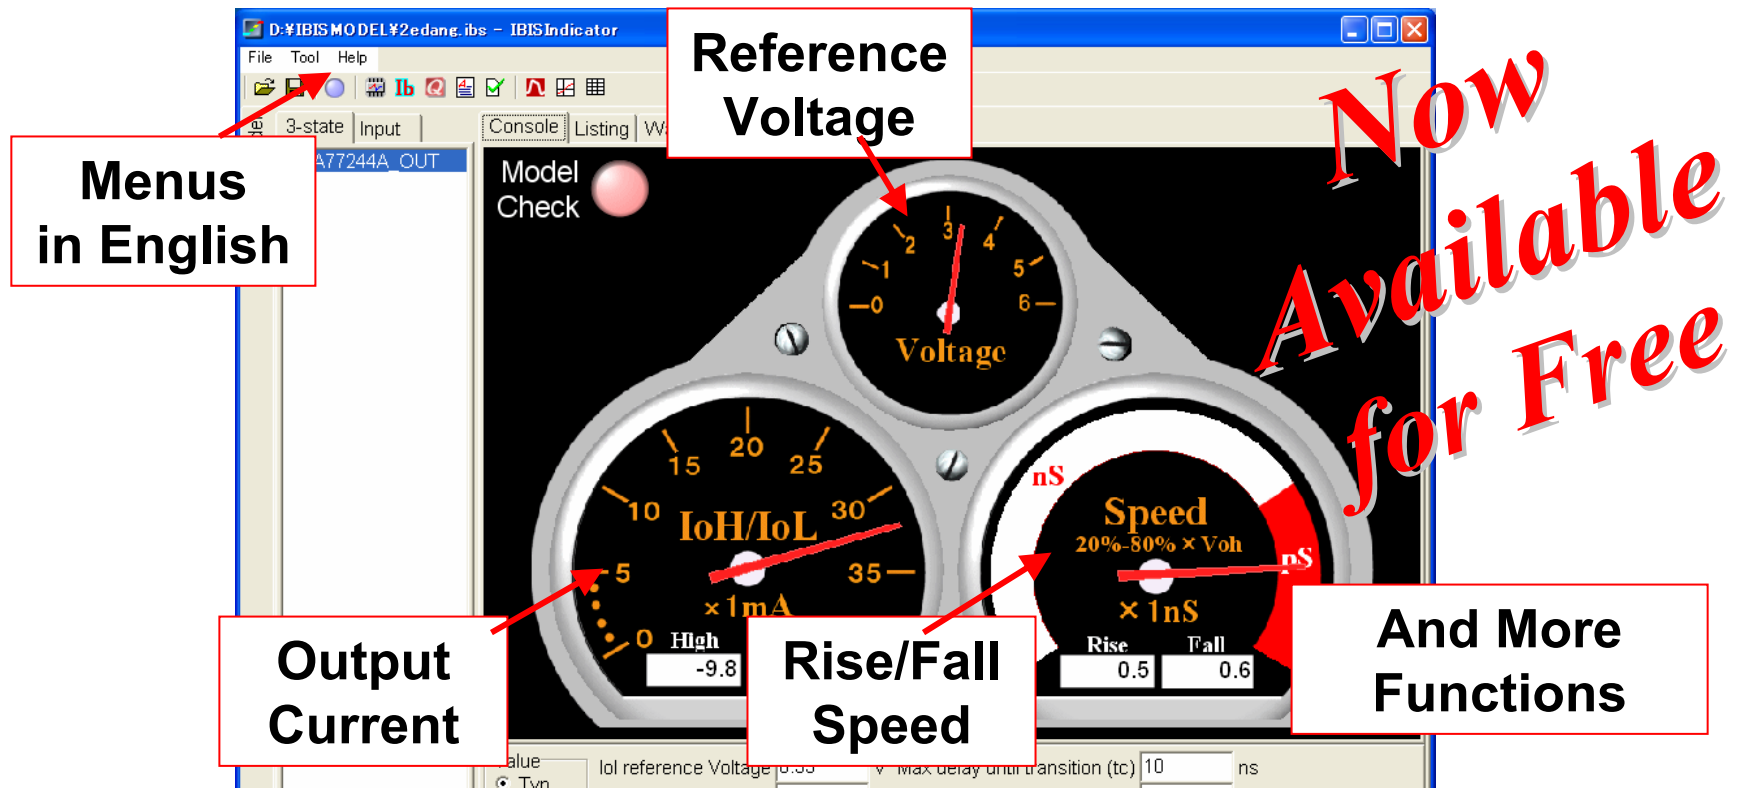 D:¥IBISMODEL¥2edang.ibs - IBISIndicator
File Tool Help
Ib
3-state Input
Console Listing
A77244A_OUT
Reference
Voltage
Menus
in English
Model
Check
Now
Available
for Free
0 1 2 3 4 5 6
Voltage
0 5 10 15 20 25 30 35
IoH/IoL
×1mA
High
-9.8
nS
Speed
20%-80% × Voh
nS
× 1nS
Rise Fall
0.5 0.6
Output
Current
Rise/Fall
Speed
And More
Functions
Iol reference Voltage V Max delay until transition (tc) 10 ns
Typ